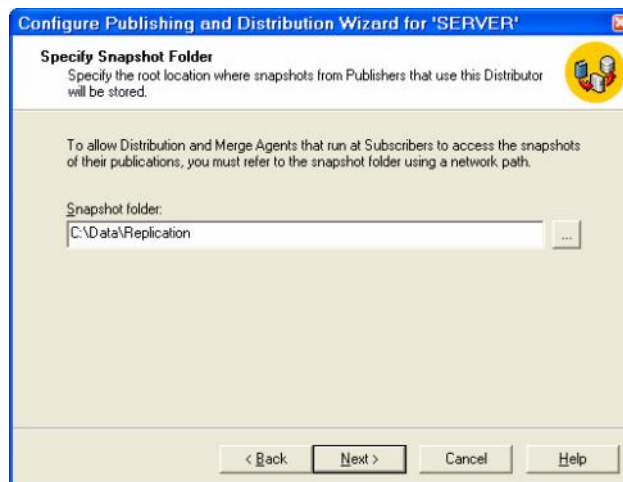 Configure Publishing and Distribution Wizard for 'SERVER'
Specify Snapshot Folder
Specify the root location where snapshots from Publishers that use this Distributor
will be stored.
To allow Distribution and Merge Agents that run at Subscribers to access the snapshots
of their publications, you must refer to the snapshot folder using a network path.
Snapshot folder:
C:\Data\Replication
...
< Back Next > Cancel Help